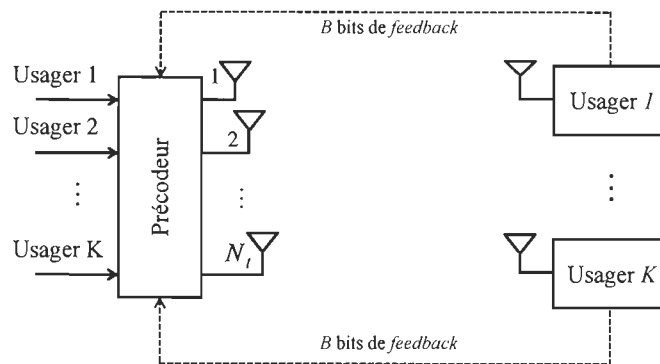 B bits de feedback
Usager 1
1
Usager 1
Usager 2
2
Précodeur
Usager K
N_t
Usager K
B bits de feedback